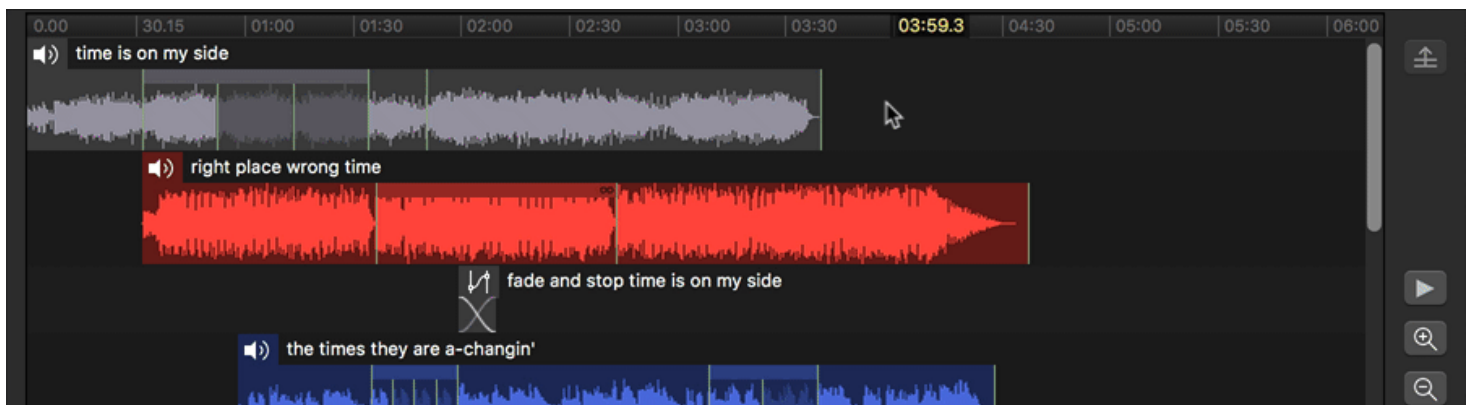 0.00 30.15 01:00 01:30 02:00 02:30 03:00 03:30 03:59.3 04:30 05:00 05:30 06:00
time is on my side
right place wrong time
∞
fade and stop time is on my side
the times they are a-changin'